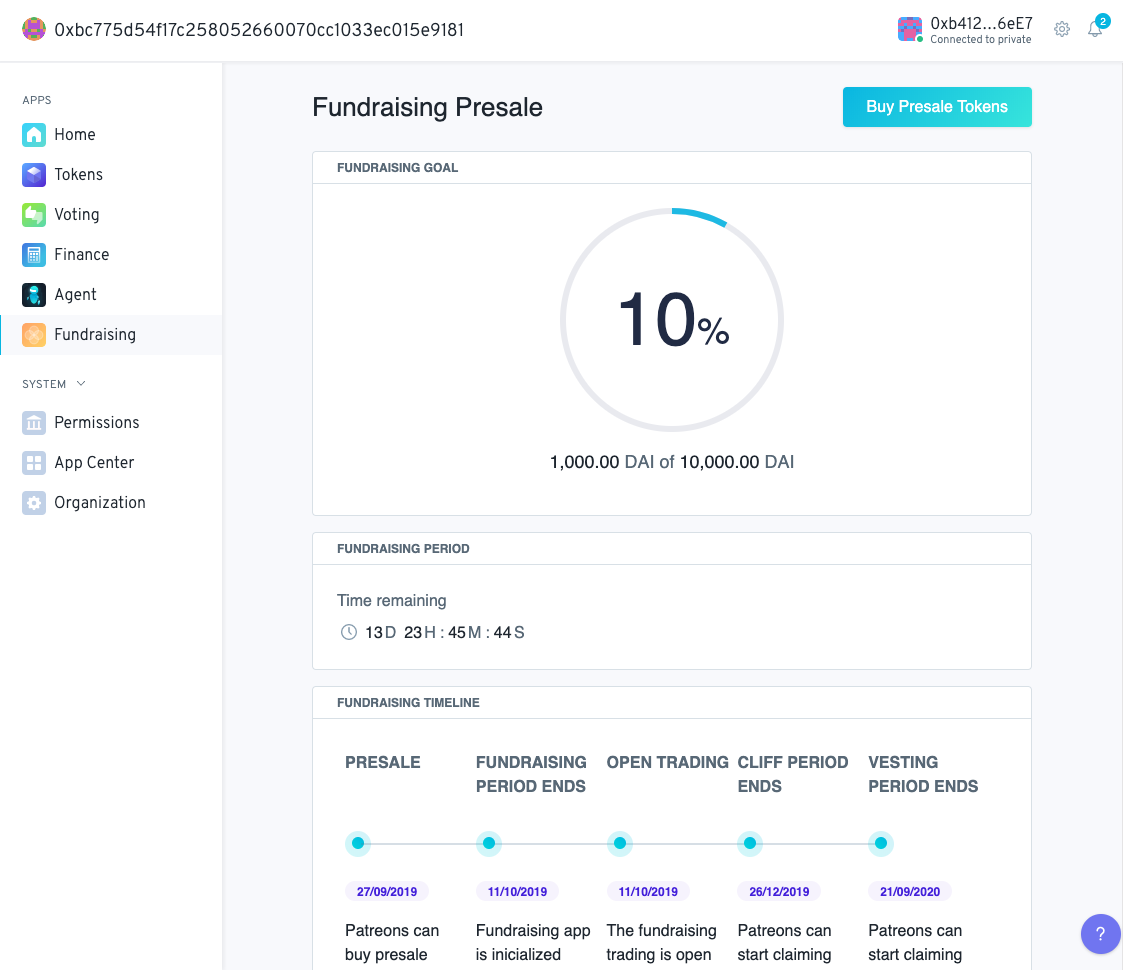 0xbc775d54f17c258052660070cc1033ec015e9181
0xb412...6eE7
Connected to private
2
APPS
Home
Tokens
Voting
Finance
Agent
Fundraising
SYSTEM
Permissions
App Center
Organization
Fundraising Presale
Buy Presale Tokens
FUNDRAISING GOAL
10%
1,000.00 DAI of 10,000.00 DAI
FUNDRAISING PERIOD
Time remaining
13 D 23 H : 45 M : 44 S
FUNDRAISING TIMELINE
PRESALE
27/09/2019
Patreons can
buy presale
FUNDRAISING
PERIOD ENDS
11/10/2019
Fundraising app
is inicialized
OPEN TRADING
11/10/2019
The fundraising
trading is open
CLIFF PERIOD
ENDS
26/12/2019
Patreons can
start claiming
VESTING
PERIOD ENDS
21/09/2020
Patreons can
start claiming
?